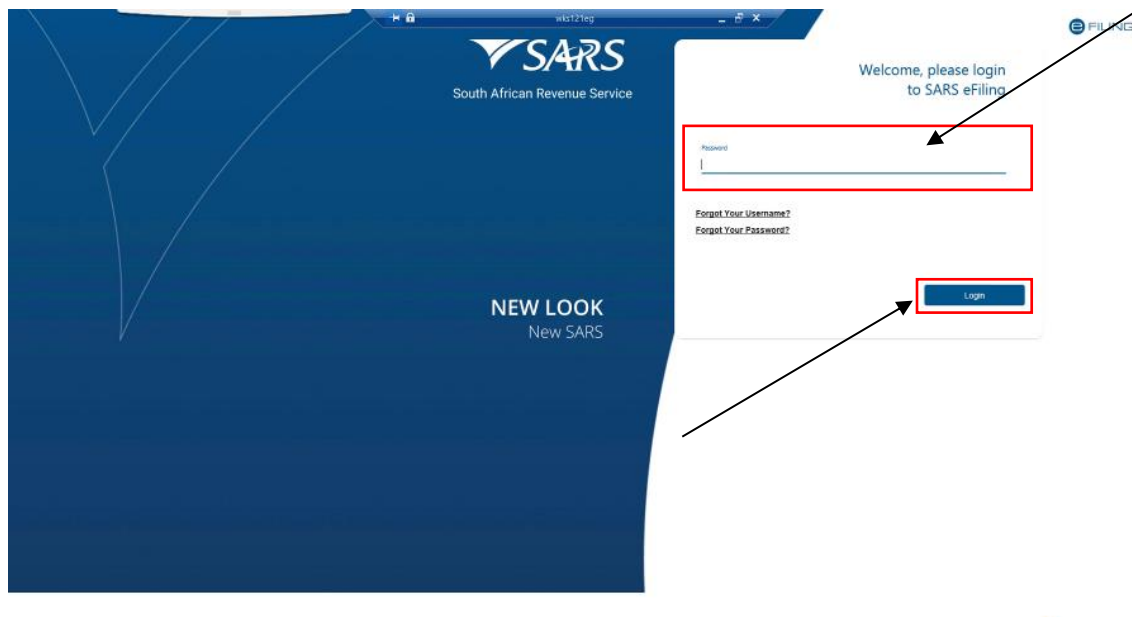 wks121eg
SARS
South African Revenue Service
e FILING
Welcome, please login
to SARS eFiling
Password
Forgot Your Username?
Forgot Your Password?
Login
NEW LOOK
New SARS